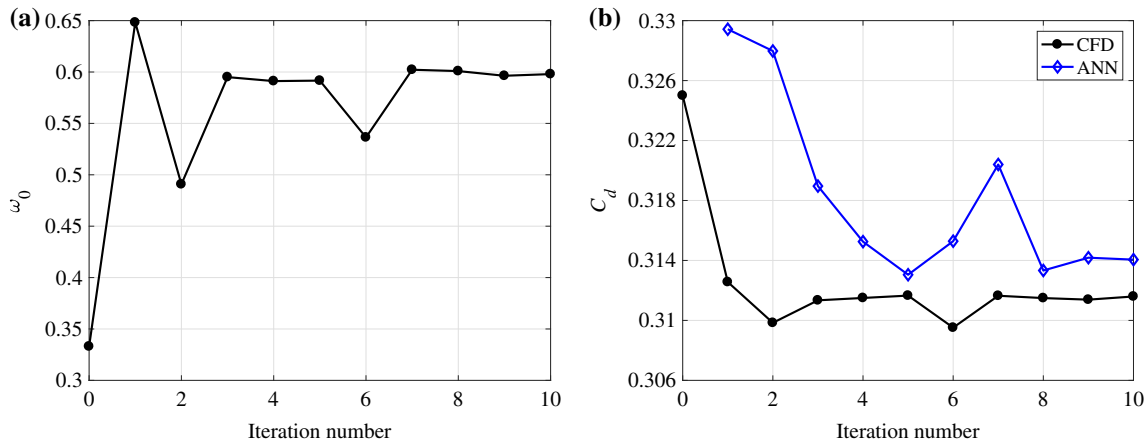 (a)
0.65
0.6
0.55
0.5
0.45
0.4
0.35
0.3
ω0
0 2 4 6 8 10
Iteration number
(b)
0.33
0.326
0.322
0.318
0.314
0.31
0.306
Cd
CFD
ANN
0 2 4 6 8 10
Iteration number